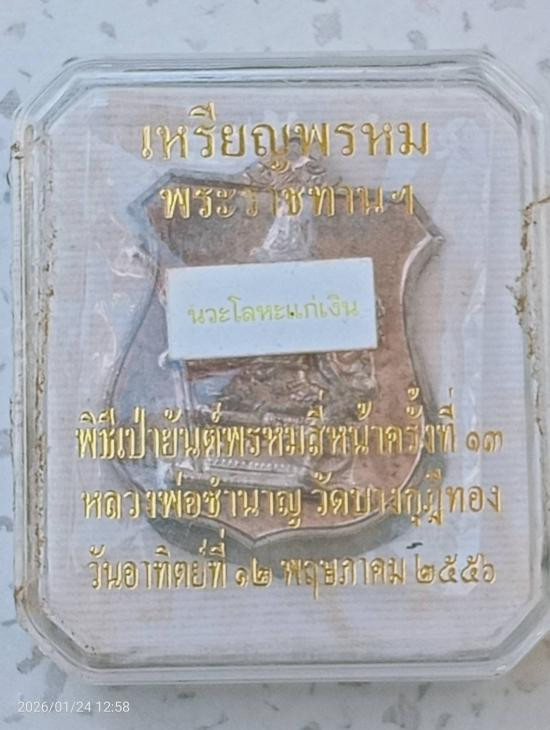 เหรียญพรหม
พระราชทานฯ
นวะโลหะแก่เงิน
พิธีเป่ายันต์พรหมสี่หน้าครั้งที่ ๑๓
หลวงพ่อชำนาญ วัดบางกุฎีทอง
วันอาทิตย์ที่ ๑๒ พฤษภาคม ๒๕๕๖
2026/01/24 12:58